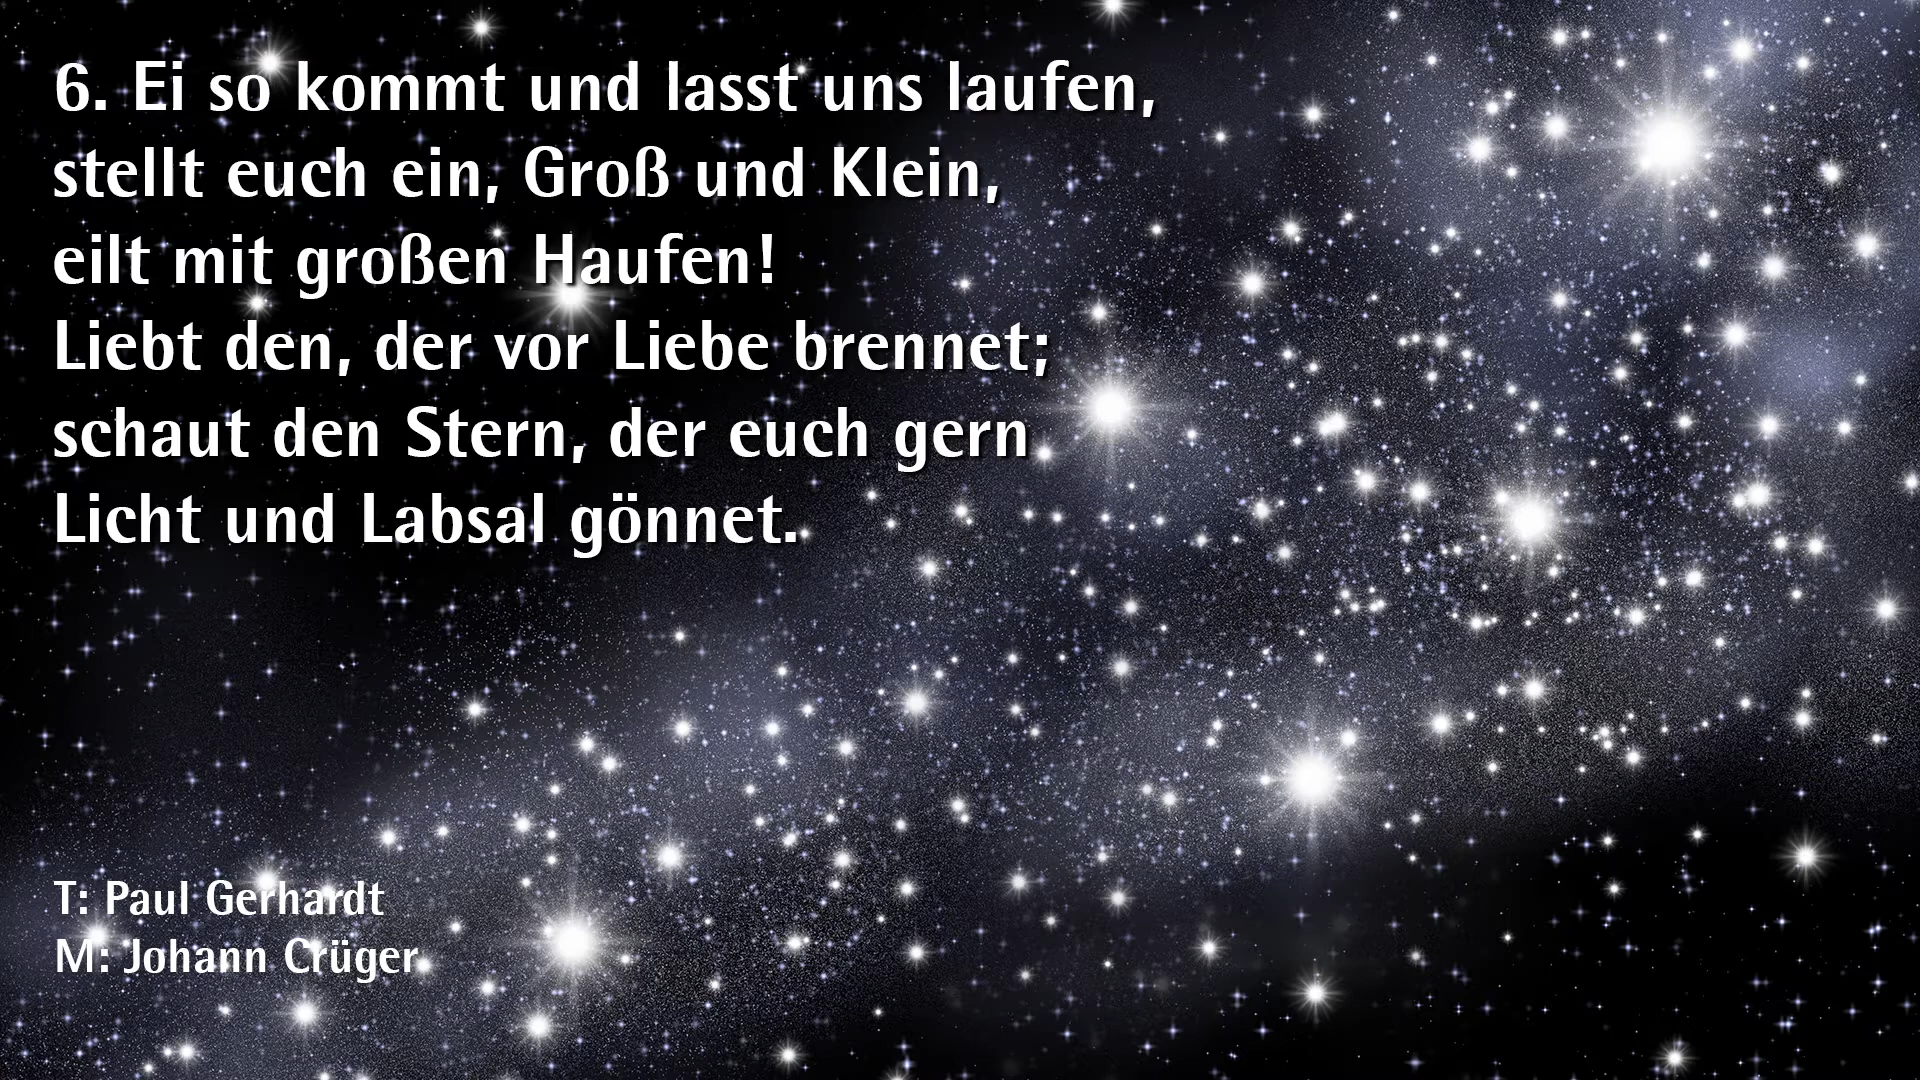 6. Ei so kommt und lasst uns laufen,
stellt euch ein, Groß und Klein,
eilt mit großen Haufen!
Liebt den, der vor Liebe brennet;
schaut den Stern, der euch gern
Licht und Labsal gönnet.
T: Paul Gerhardt
M: Johann Crüger